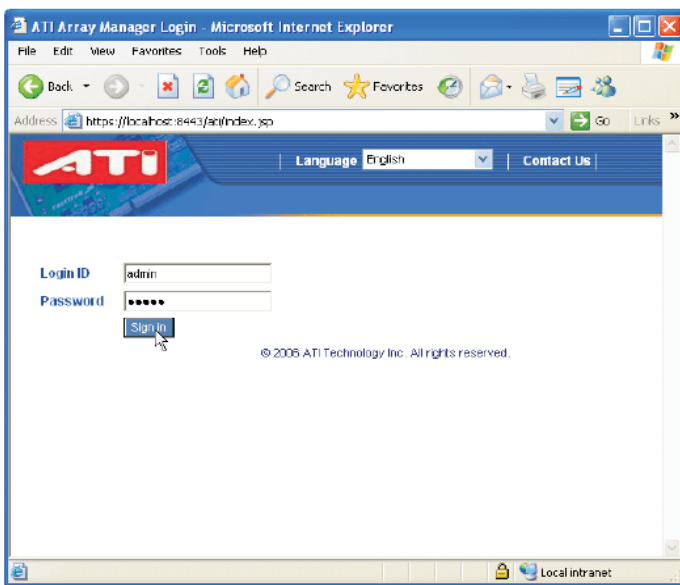 ATI Array Manager Login - Microsoft Internet Explorer
File Edit View Favorites Tools Help
Back Search Favorites
Address https://localhost:8443/ati/index.jsp Go Links »
ATI Language English | Contact Us |
Login ID admin
Password •••••
Sign In
© 2006 ATI Technology Inc. All rights reserved.
Local intranet